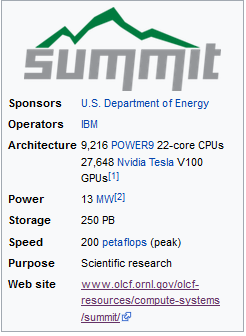 summit
Sponsors U.S. Department of Energy
Operators IBM
Architecture 9,216 POWER9 22-core CPUs
27,648 Nvidia Tesla V100
GPUs[1]
Power 13 MW[2]
Storage 250 PB
Speed 200 petaflops (peak)
Purpose Scientific research
Web site www.olcf.ornl.gov/olcf-
resources/compute-systems
/summit/